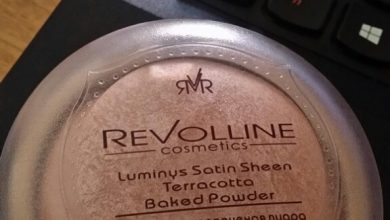 RVR
REVOLLINE
cosmetics
Luminys Satin Sheen
Terracotta
Baked Powder